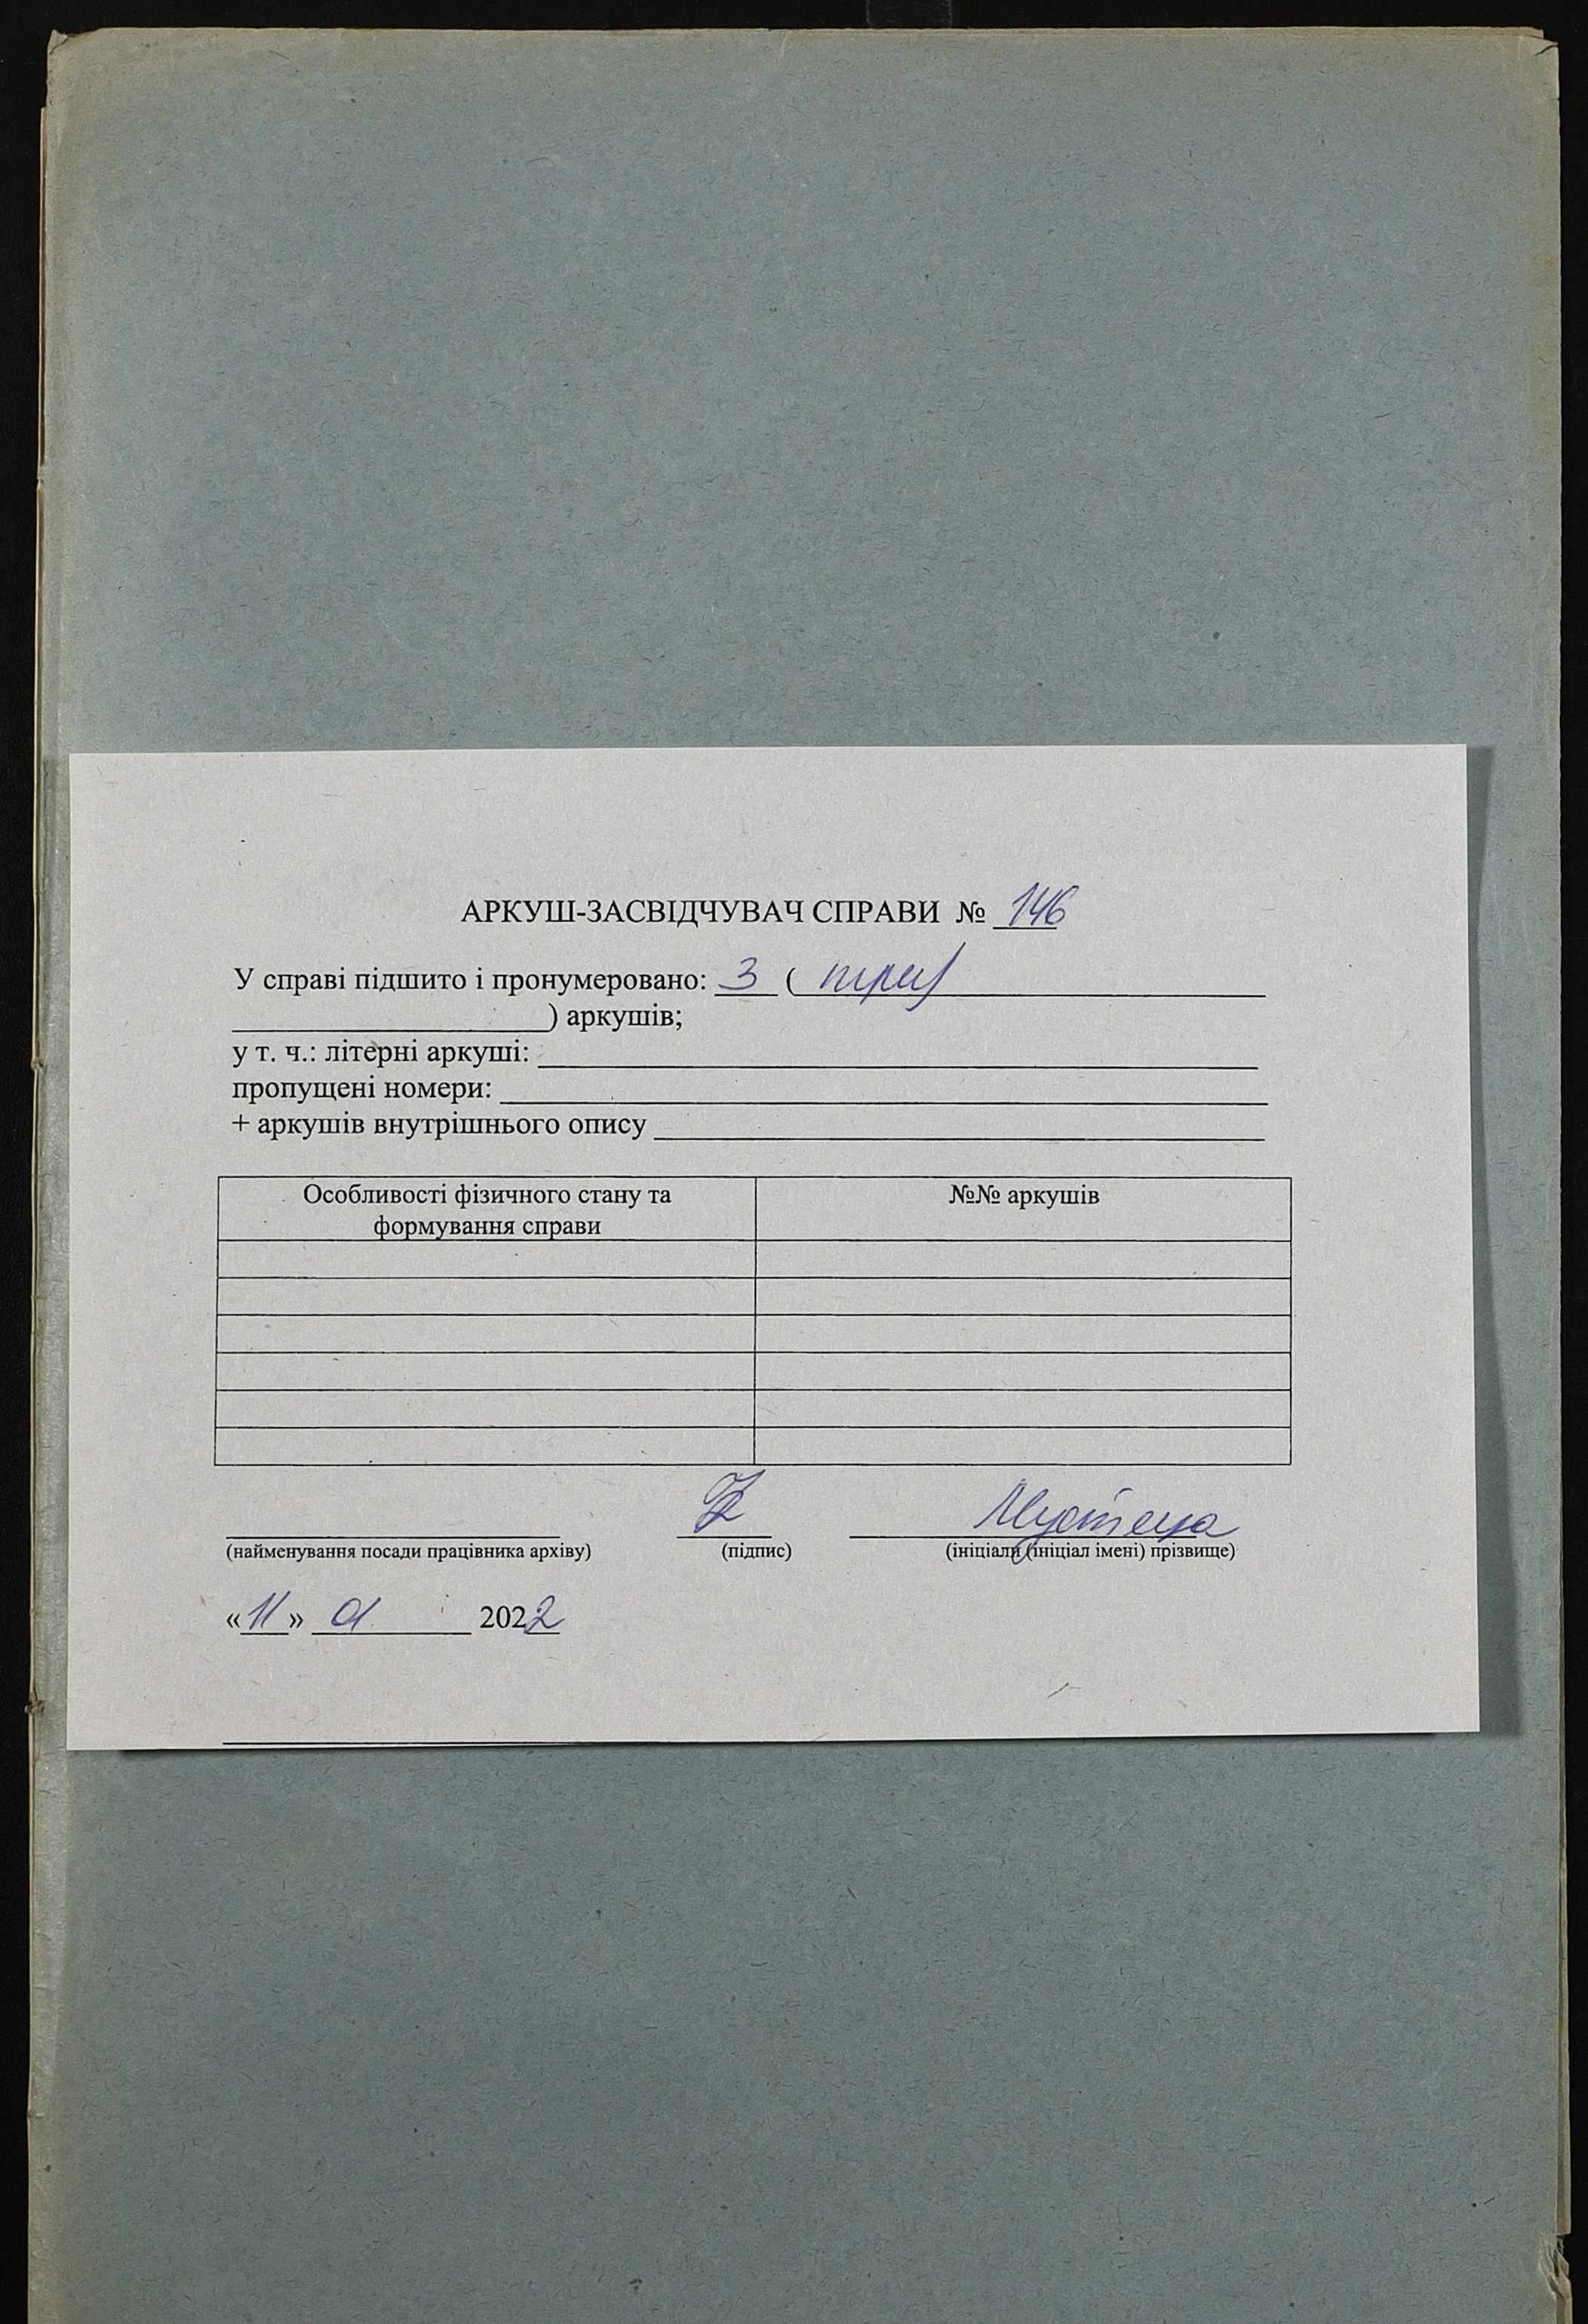 АРКУШ-ЗАСВІДЧУВАЧ СПРАВИ № 146
У справі підшито і пронумеровано: 3 ( три)
) аркушів;
у т. ч.: літерні аркуші:
пропущені номери:
+ аркушів внутрішнього опису
Особливості фізичного стану та формування справи №№ аркушів
(найменування посади працівника архіву) (підпис) (ініціали (ініціал імені) прізвище)
«11» 01 2022